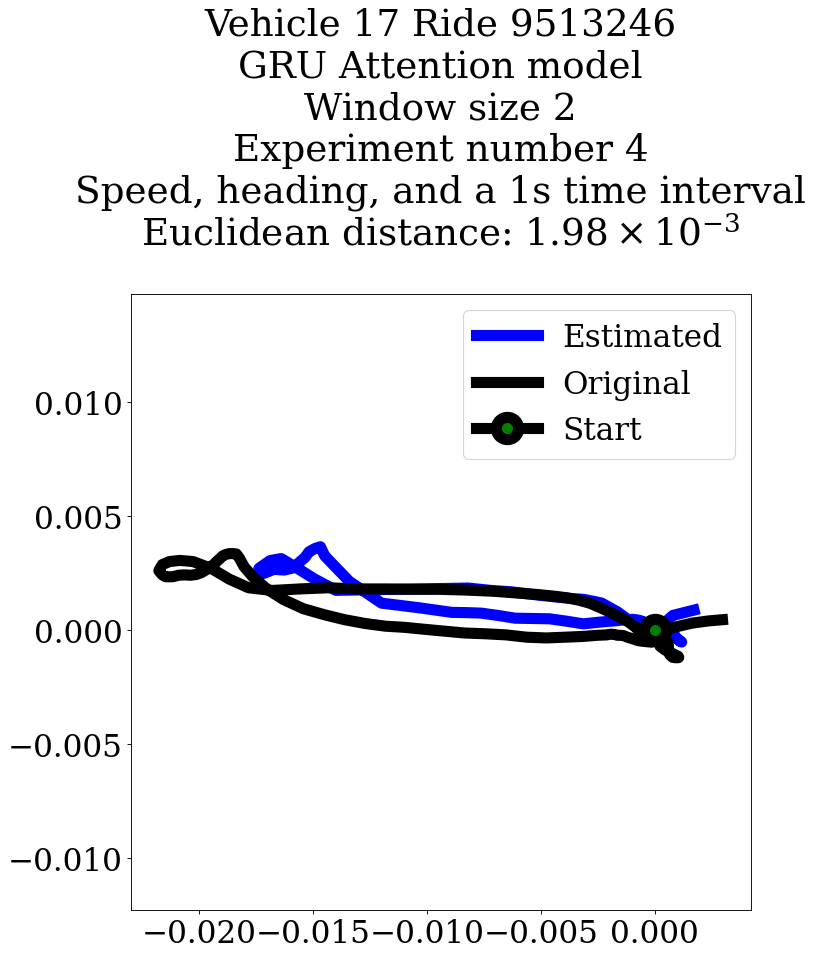 Vehicle 17 Ride 9513246
GRU Attention model
Window size 2
Experiment number 4
Speed, heading, and a 1s time interval
Euclidean distance: 1.98 × 10⁻³
Estimated
Original
Start
0.010
0.005
0.000
−0.005
−0.010
−0.020 −0.015 −0.010 −0.005 0.000